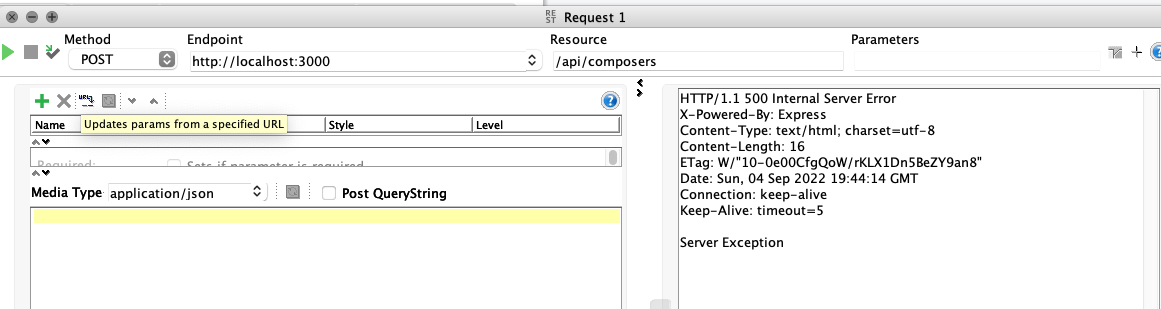 REST Request 1
Method Endpoint Resource Parameters
POST http://localhost:3000 /api/composers
URL
Name Style Level
Updates params from a specified URL
Required: Sets if parameter is required
Media Type application/json Post QueryString
HTTP/1.1 500 Internal Server Error
X-Powered-By: Express
Content-Type: text/html; charset=utf-8
Content-Length: 16
ETag: W/"10-0e00CfgQoW/rKLX1Dn5BeZY9an8"
Date: Sun, 04 Sep 2022 19:44:14 GMT
Connection: keep-alive
Keep-Alive: timeout=5
Server Exception